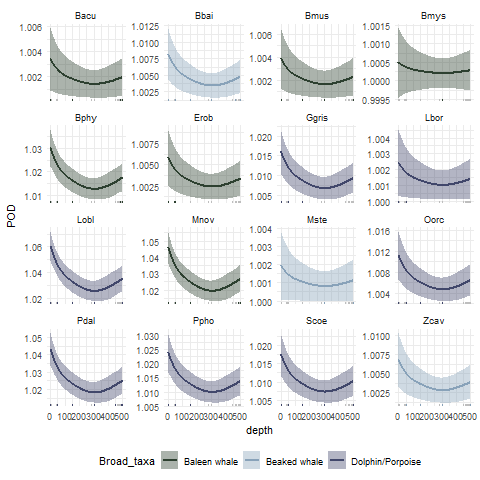 Bacu Bbai Bmus Bmys
1.006 1.0125 1.006 1.0015
1.0100 1.0010
1.004 1.0075 1.004 1.0005
1.002 1.0050 1.002 1.0000
1.0025 0.9995
Bphy Erob Ggris Lbor
1.03 1.0075 1.020 1.004
1.015 1.003
1.02 1.0050 1.010 1.002
1.0025 1.001
1.01 1.005 1.000
Lobl Mnov Mste Oorc
1.06 1.05 1.004 1.016
1.04 1.003 1.012
1.04 1.03 1.002 1.008
1.02 1.001 1.004
1.02 1.000
Pdal Ppho Scoe Zcav
1.05 1.030 1.020 1.0100
1.04 1.025 1.0075
1.03 1.020 1.015 1.0050
1.02 1.015 1.010 1.0025
1.010 1.005
1.005
0 100200300400500 0 100200300400500 0 100200300400500 0 100200300400500
POD
depth
Broad_taxa Baleen whale Beaked whale Dolphin/Porpoise